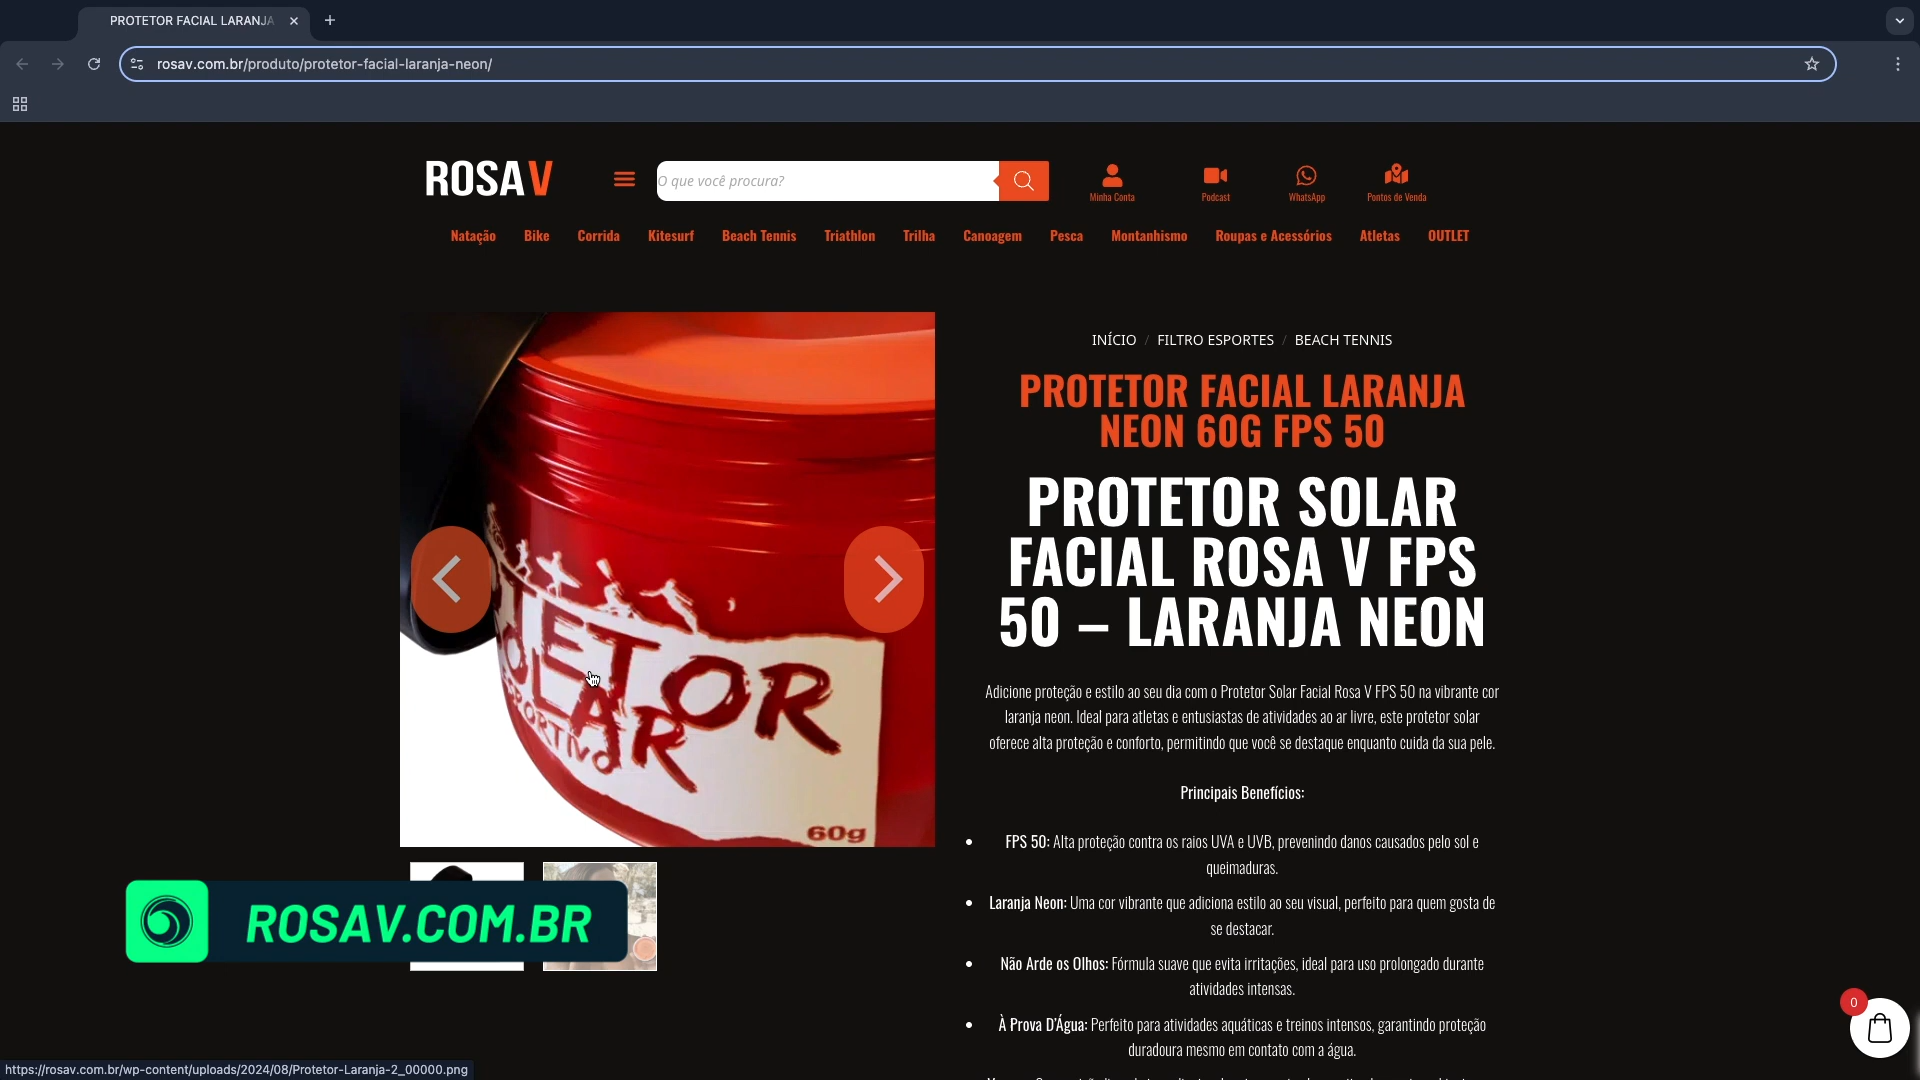 PROTETOR FACIAL LARANJA
rosav.com.br/produto/protetor-facial-laranja-neon/
ROSAV
O que você procura?
Minha Conta
Podcast
WhatsApp
Pontos de Venda
Natação Bike Corrida Kitesurf Beach Tennis Triathlon Trilha Canoagem Pesca Montanhismo Roupas e Acessórios Atletas OUTLET
INÍCIO / FILTRO ESPORTES / BEACH TENNIS
PROTETOR FACIAL LARANJA
NEON 60G FPS 50
PROTETOR SOLAR
FACIAL ROSA V FPS
50 – LARANJA NEON
Adicione proteção e estilo ao seu dia com o Protetor Solar Facial Rosa V FPS 50 na vibrante cor
laranja neon. Ideal para atletas e entusiastas de atividades ao ar livre, este protetor solar
oferece alta proteção e conforto, permitindo que você se destaque enquanto cuida da sua pele.
Principais Benefícios:
FPS 50: Alta proteção contra os raios UVA e UVB, prevenindo danos causados pelo sol e
queimaduras.
Laranja Neon: Uma cor vibrante que adiciona estilo ao seu visual, perfeito para quem gosta de
se destacar.
Não Arde os Olhos: Fórmula suave que evita irritações, ideal para uso prolongado durante
atividades intensas.
À Prova D'Água: Perfeito para atividades aquáticas e treinos intensos, garantindo proteção
duradoura mesmo em contato com a água.
ETOR
OLAR
PORTIVO
60g
ROSAV.COM.BR
0
https://rosav.com.br/wp-content/uploads/2024/08/Protetor-Laranja-2_00000.png